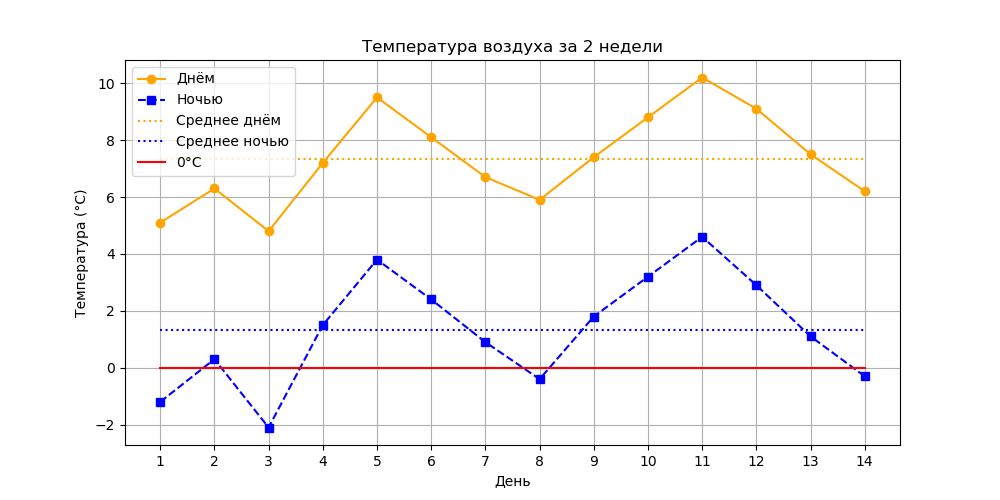 Температура воздуха за 2 недели
Днём
Ночью
Среднее днём
Среднее ночью
0°C
Температура (°C)
10
8
6
4
2
0
−2
1 2 3 4 5 6 7 8 9 10 11 12 13 14
День